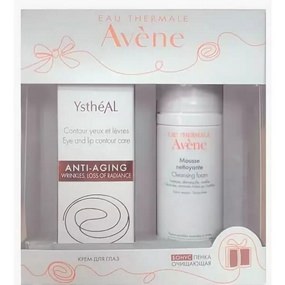 EAU THERMALE
Avène
YsthéAL
Contour yeux et lèvres
Eye and lip contour care
ANTI-AGING
WRINKLES, LOSS OF RADIANCE
EAU THERMALE
Avène
Mousse
nettoyante
Cleansing foam
КРЕМ ДЛЯ ГЛАЗ
БОНУС ПЕНКА
ОЧИЩАЮЩАЯ